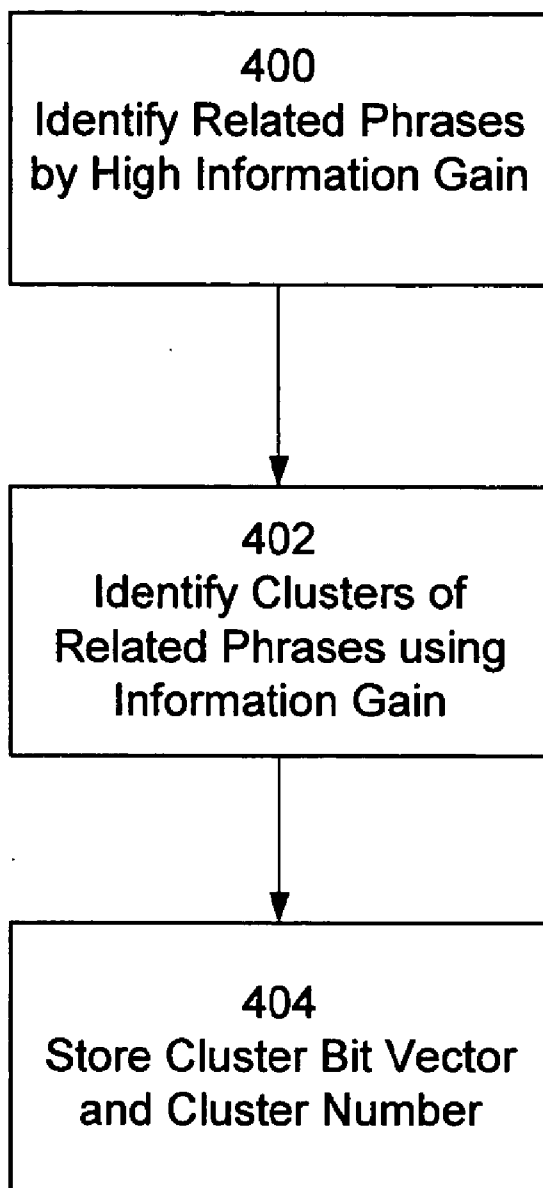 400
Identify Related Phrases
by High Information Gain
402
Identify Clusters of
Related Phrases using
Information Gain
404
Store Cluster Bit Vector
and Cluster Number